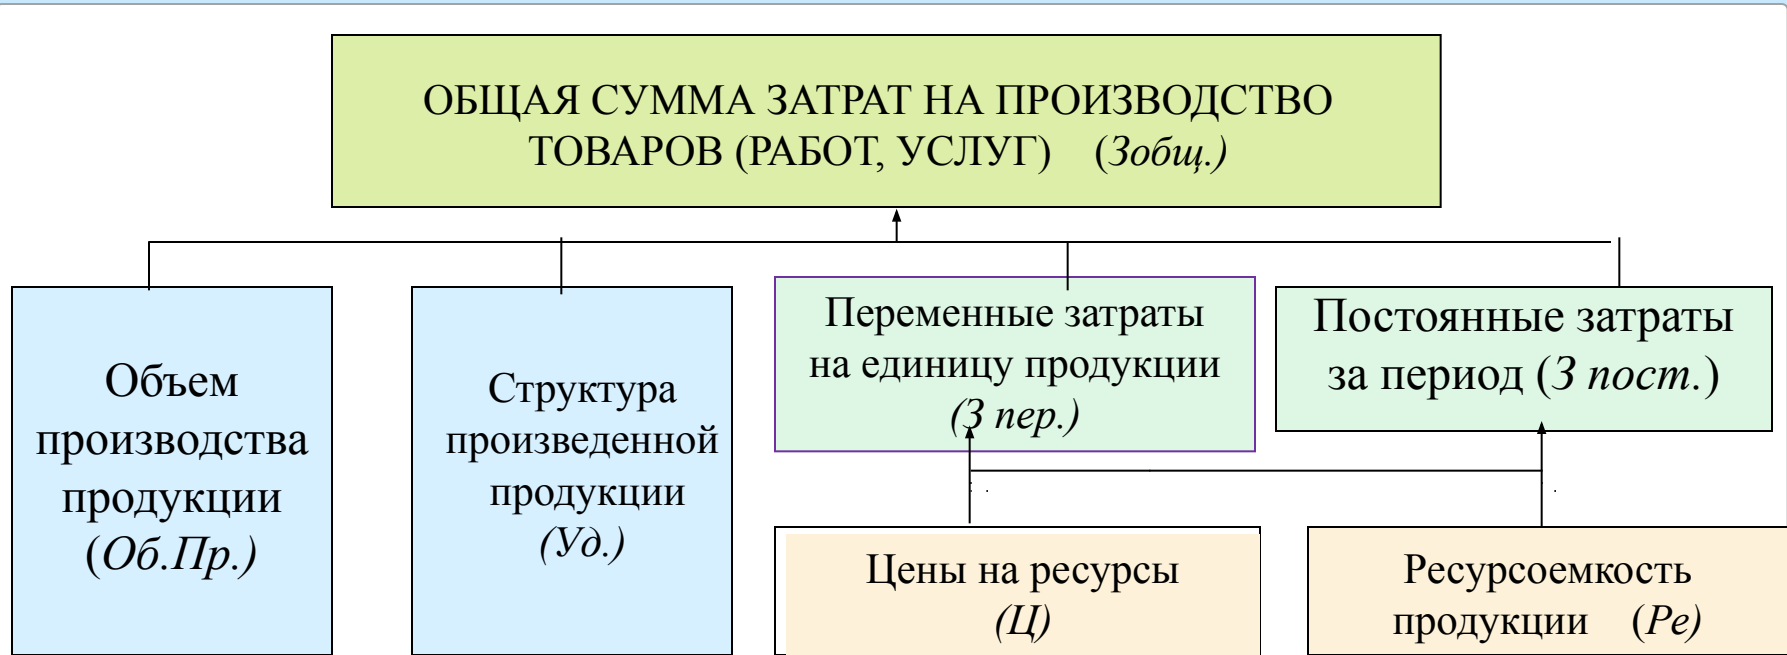 ОБЩАЯ СУММА ЗАТРАТ НА ПРОИЗВОДСТВО
ТОВАРОВ (РАБОТ, УСЛУГ) (Зобщ.)
Объем
производства
продукции
(Об.Пр.)
Структура
произведенной
продукции
(Уд.)
Переменные затраты
на единицу продукции
(З пер.)
Постоянные затраты
за период (З пост.)
Цены на ресурсы
(Ц)
Ресурсоемкость
продукции (Ре)